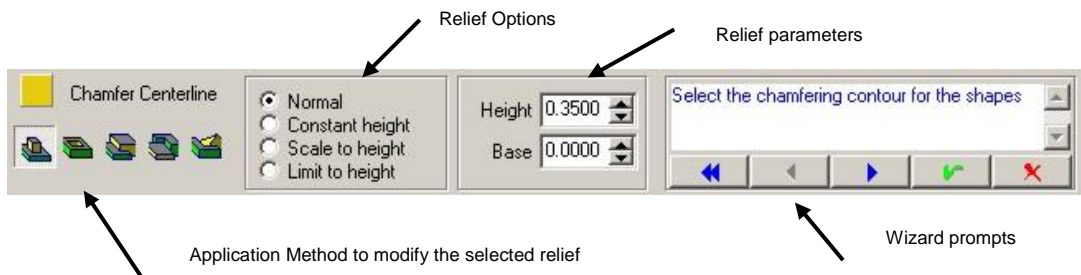 Relief Options
Relief parameters
Chamfer Centerline
Normal
Constant height
Scale to height
Limit to height
Height 0.3500
Base 0.0000
Select the chamfering contour for the shapes
Application Method to modify the selected relief
Wizard prompts